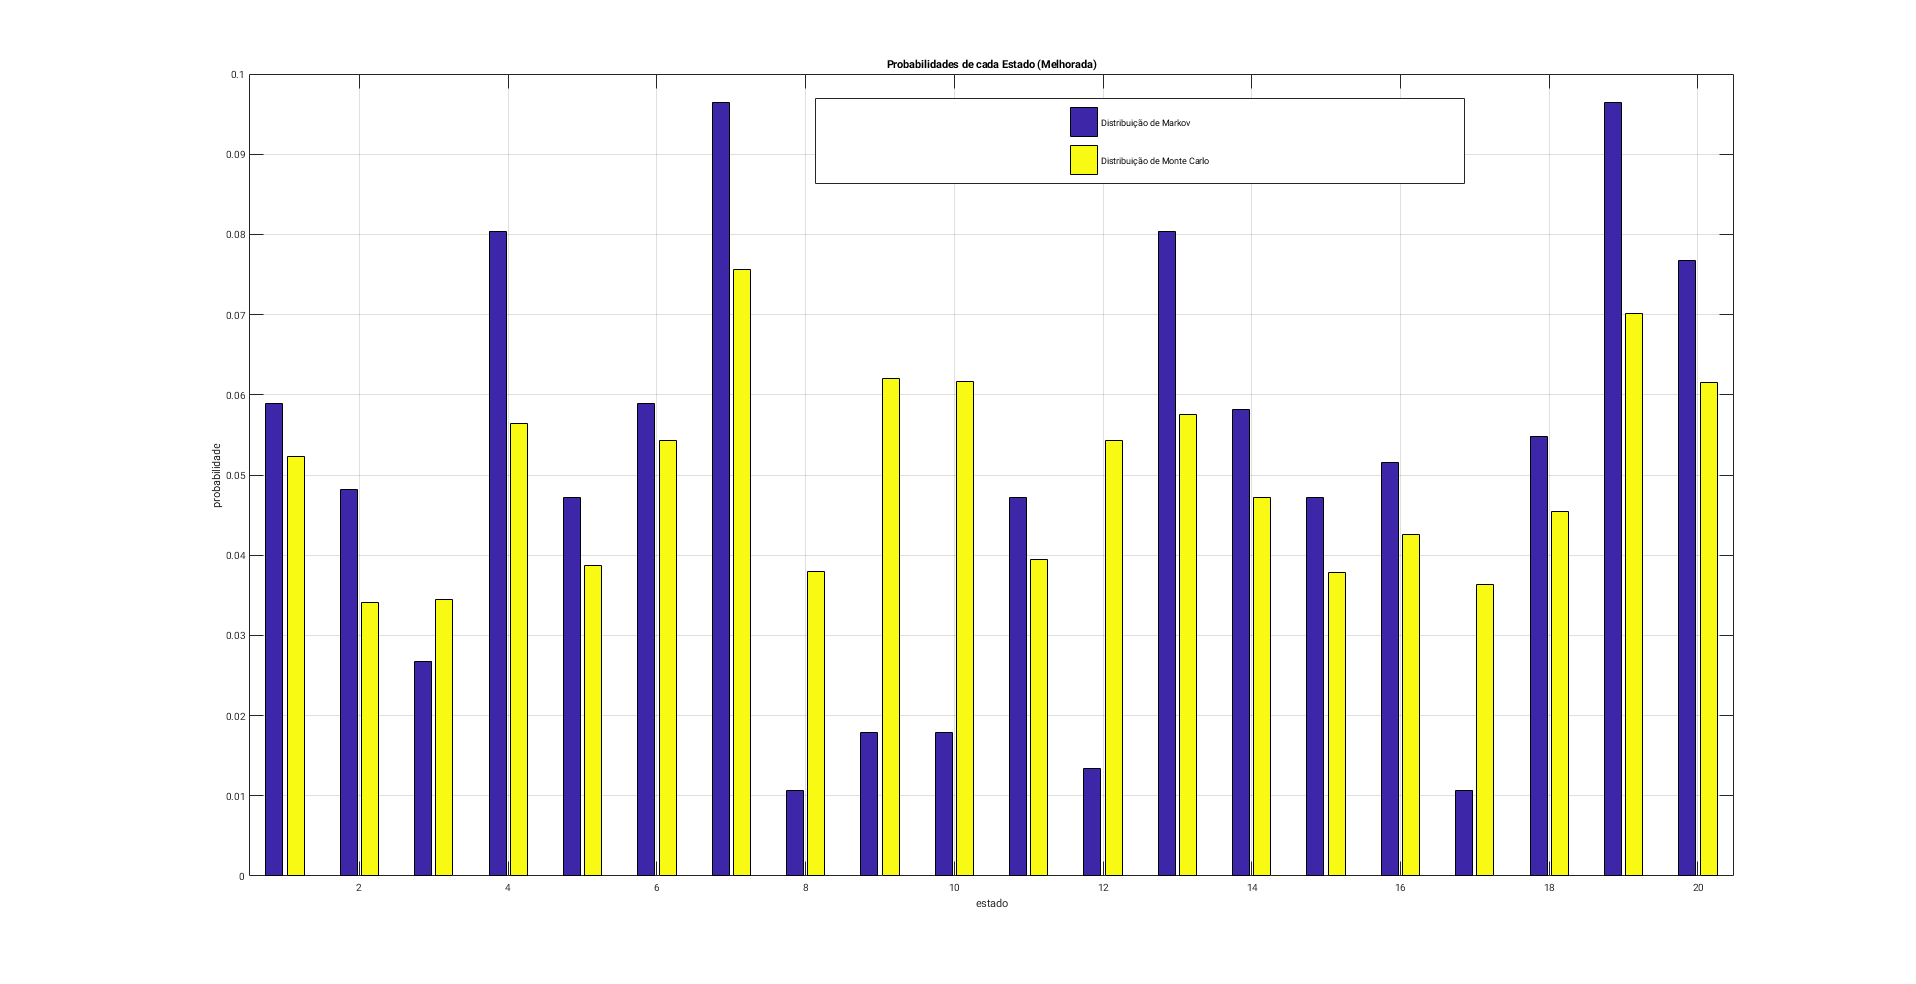 Probabilidades de cada Estado (Melhorada)
0.1
0.09
0.08
0.07
0.06
0.05
0.04
0.03
0.02
0.01
0
probabilidade
Distribuição de Markov
Distribuição de Monte Carlo
2 4 6 8 10 12 14 16 18 20
estado